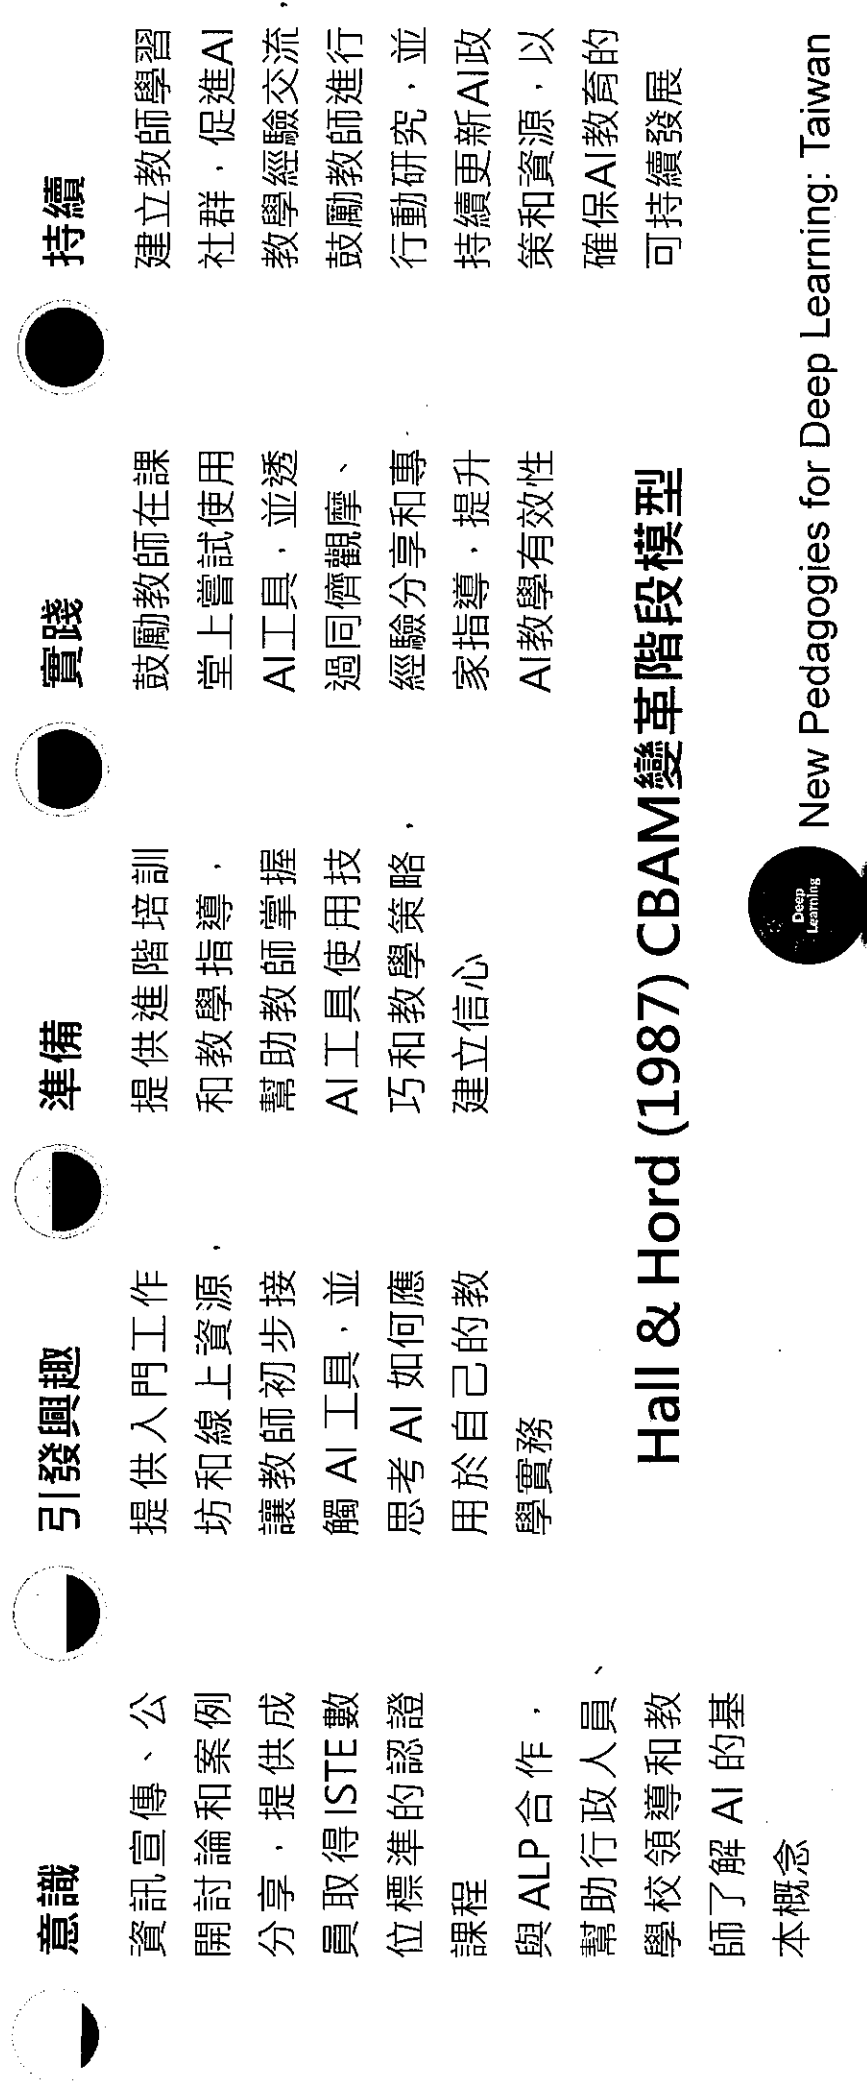 意識
資訊宣傳、公
開討論和案例
分享，提供成
員取得ISTE數
位標準的認證
課程
與 ALP 合作，
幫助行政人員、
學校領導和教
師了解 AI 的基
本概念
引發興趣
提供入門工作
坊和線上資源，
讓教師初步接
觸 AI 工具，並
思考 AI 如何應
用於自己的教
學實務
準備
提供進階培訓
和教學指導，
幫助教師掌握
AI工具使用技
巧和教學策略，
建立信心
實踐
鼓勵教師在課
堂上嘗試使用
AI工具，並透
過同儕觀摩、
經驗分享和專
家指導，提升
AI教學有效性
持續
建立教師學習
社群，促進AI
教學經驗交流，
鼓勵教師進行
行動研究，並
持續更新AI政
策和資源，以
確保AI教育的
可持續發展
Hall & Hord (1987) CBAM變革階段模型
Deep
Learning
New Pedagogies for Deep Learning: Taiwan